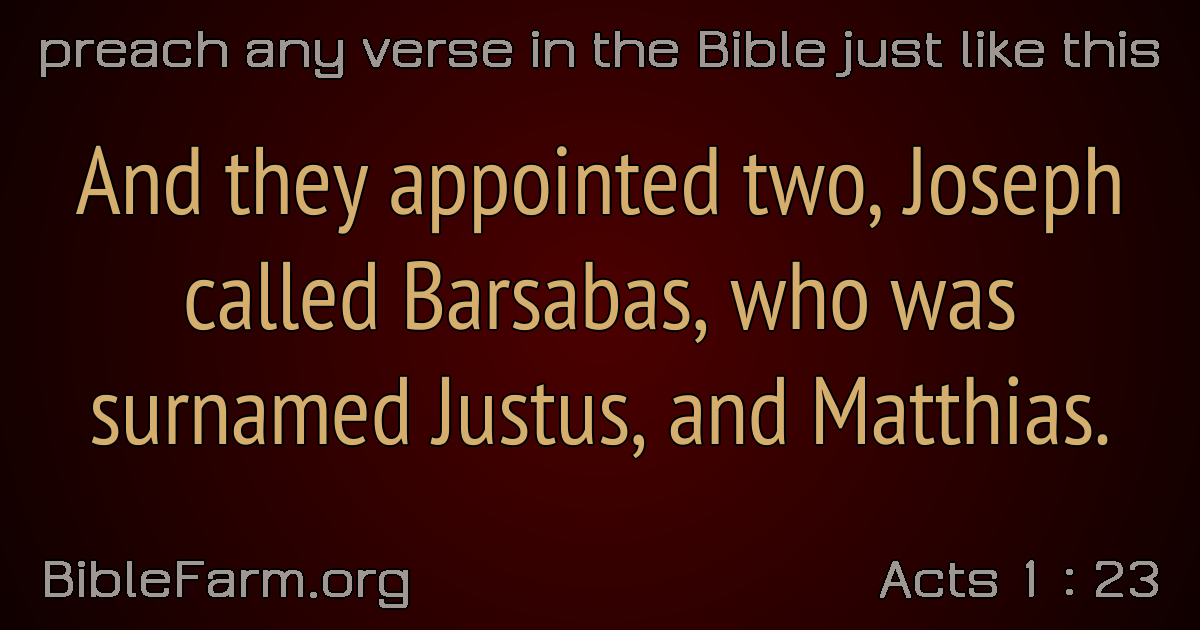 preach any verse in the Bible just like this
And they appointed two, Joseph
called Barsabas, who was
surnamed Justus, and Matthias.
BibleFarm.org
Acts 1 : 23